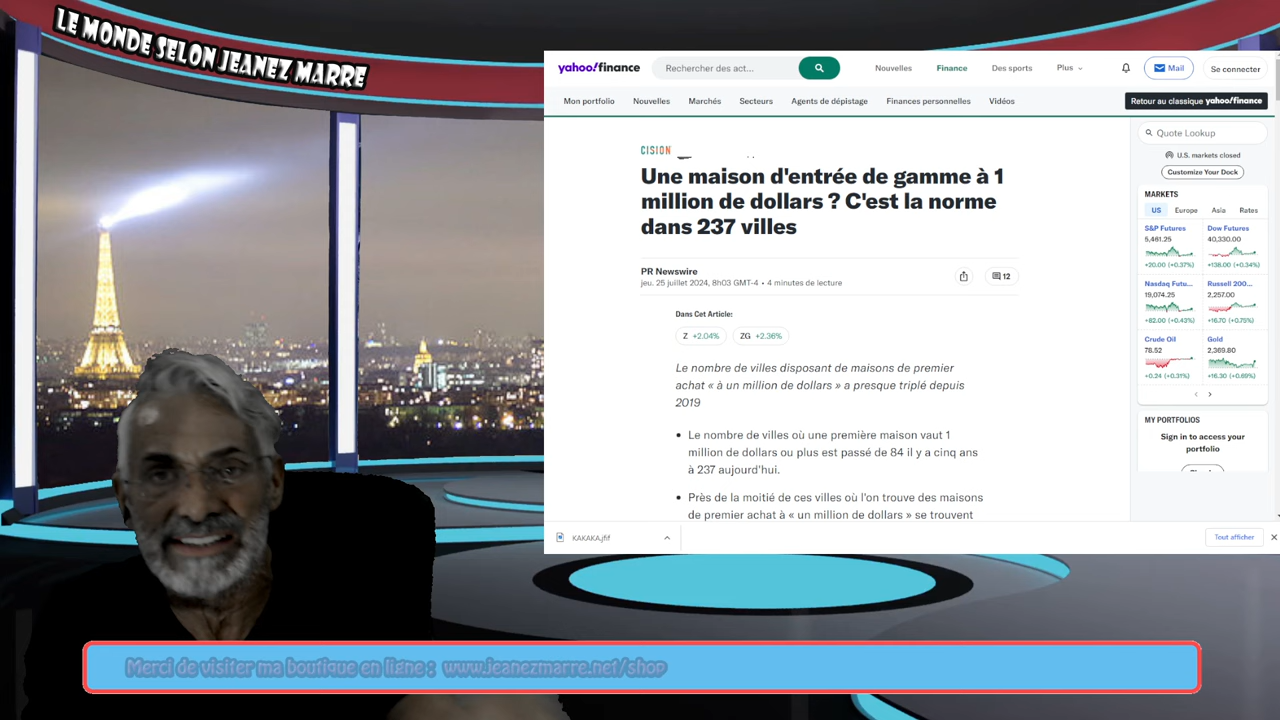 LE MONDE SELON JEANEZ MARRE
yahoo!finance
Rechercher des act...
Nouvelles
Finance
Des sports
Plus
Mail
Se connecter
Mon portfolio
Nouvelles
Marchés
Secteurs
Agents de dépistage
Finances personnelles
Vidéos
Retour au classique yahoo!finance
CISION
Une maison d'entrée de gamme à 1
million de dollars ? C'est la norme
dans 237 villes
PR Newswire
jeu. 25 juillet 2024, 8h03 GMT-4 • 4 minutes de lecture
12
Dans Cet Article:
Z +2.04%
ZG +2.36%
Le nombre de villes disposant de maisons de premier
achat « à un million de dollars » a presque triplé depuis
2019
• Le nombre de villes où une première maison vaut 1
million de dollars ou plus est passé de 84 il y a cinq ans
à 237 aujourd'hui.
• Près de la moitié de ces villes où l'on trouve des maisons
de premier achat à « un million de dollars » se trouvent
Quote Lookup
U.S. markets closed
Customize Your Dock
MARKETS
US Europe Asia Rates
S&P Futures Dow Futures
5,461.25 40,330.00
+20.00 (+0.37%) +138.00 (+0.34%)
Nasdaq Futu... Russell 200...
19,074.25 2,257.00
+82.00 (+0.43%) +16.70 (+0.75%)
Crude Oil Gold
78.52 2,369.80
+0.24 (+0.31%) +16.30 (+0.69%)
MY PORTFOLIOS
Sign in to access your
portfolio
KAKAKA.jfif
Tout afficher
Merci de visiter ma boutique en ligne : www.jeanezmarre.net/shop